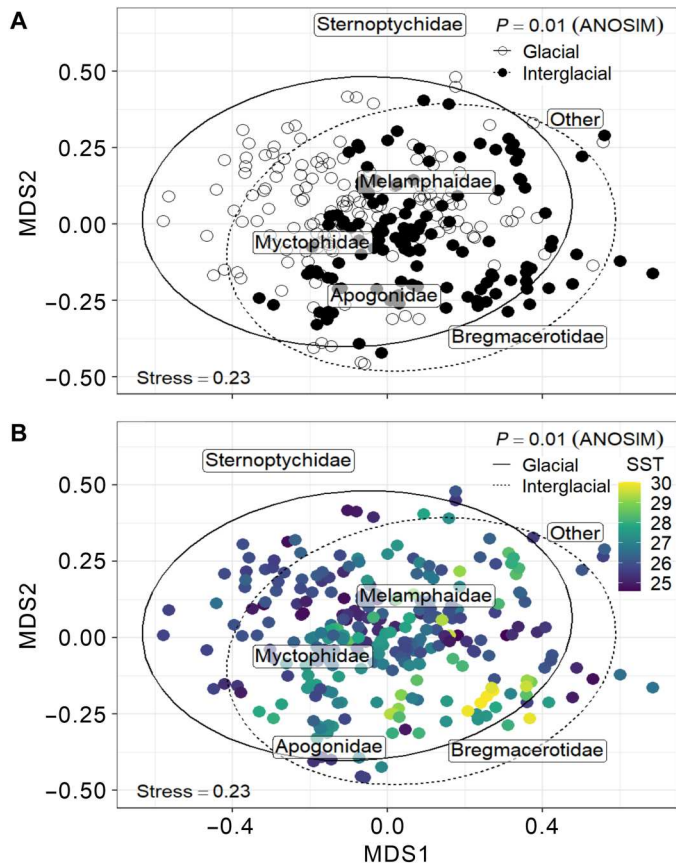 A
Sternoptychidae
P = 0.01 (ANOSIM)
Glacial
Interglacial
0.50
Other
0.25
Melamphaidae
MDS2
0.00
Myctophidae
−0.25
Apogonidae
Bregmacerotidae
−0.50
Stress = 0.23
B
P = 0.01 (ANOSIM)
Sternoptychidae
Glacial
SST
Interglacial
30
29
28
27
26
25
0.50
Other
0.25
Melamphaidae
MDS2
0.00
Myctophidae
−0.25
Apogonidae
Bregmacerotidae
−0.50
Stress = 0.23
−0.4
0.0
0.4
MDS1